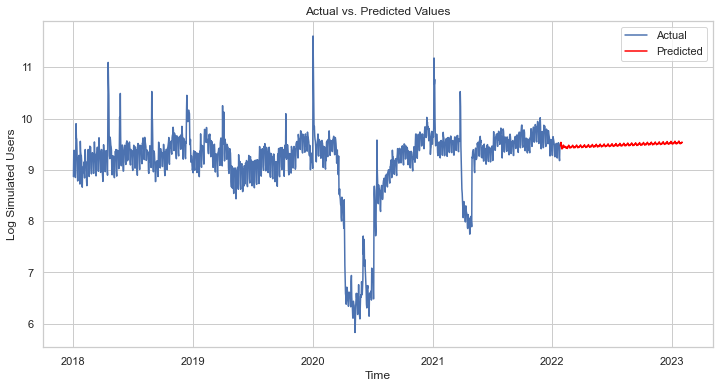 Actual vs. Predicted Values
Actual
Predicted
11
10
9
8
7
6
Log Simulated Users
2018
2019
2020
2021
2022
2023
Time